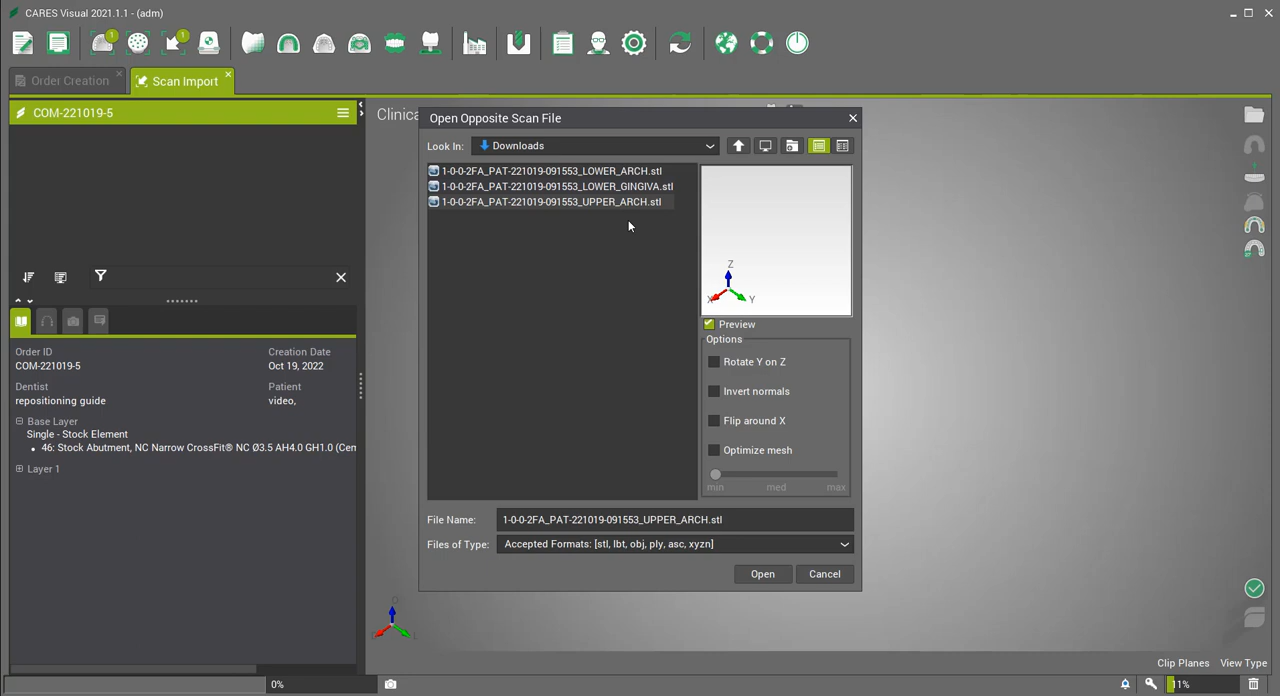 CARES Visual 2021.1.1 - (adm)
1
1
Order Creation
Scan Import
COM-221019-5
Order ID
Creation Date
COM-221019-5
Oct 19, 2022
Dentist
Patient
repositioning guide
video,
Base Layer
Single - Stock Element
46: Stock Abutment, NC Narrow CrossFit® NC Ø3.5 AH4.0 GH1.0 (Cem
Layer 1
0%
Clinica
Open Opposite Scan File
Look In:
Downloads
1-0-0-2FA_PAT-221019-091553_LOWER_ARCH.stl
1-0-0-2FA_PAT-221019-091553_LOWER_GINGIVA.stl
1-0-0-2FA_PAT-221019-091553_UPPER_ARCH.stl
Z
X
Y
Preview
Options
Rotate Y on Z
Invert normals
Flip around X
Optimize mesh
min
med
max
File Name:
1-0-0-2FA_PAT-221019-091553_UPPER_ARCH.stl
Files of Type:
Accepted Formats: [stl, lbt, obj, ply, asc, xyzn]
Open
Cancel
Clip Planes
View Type
11%